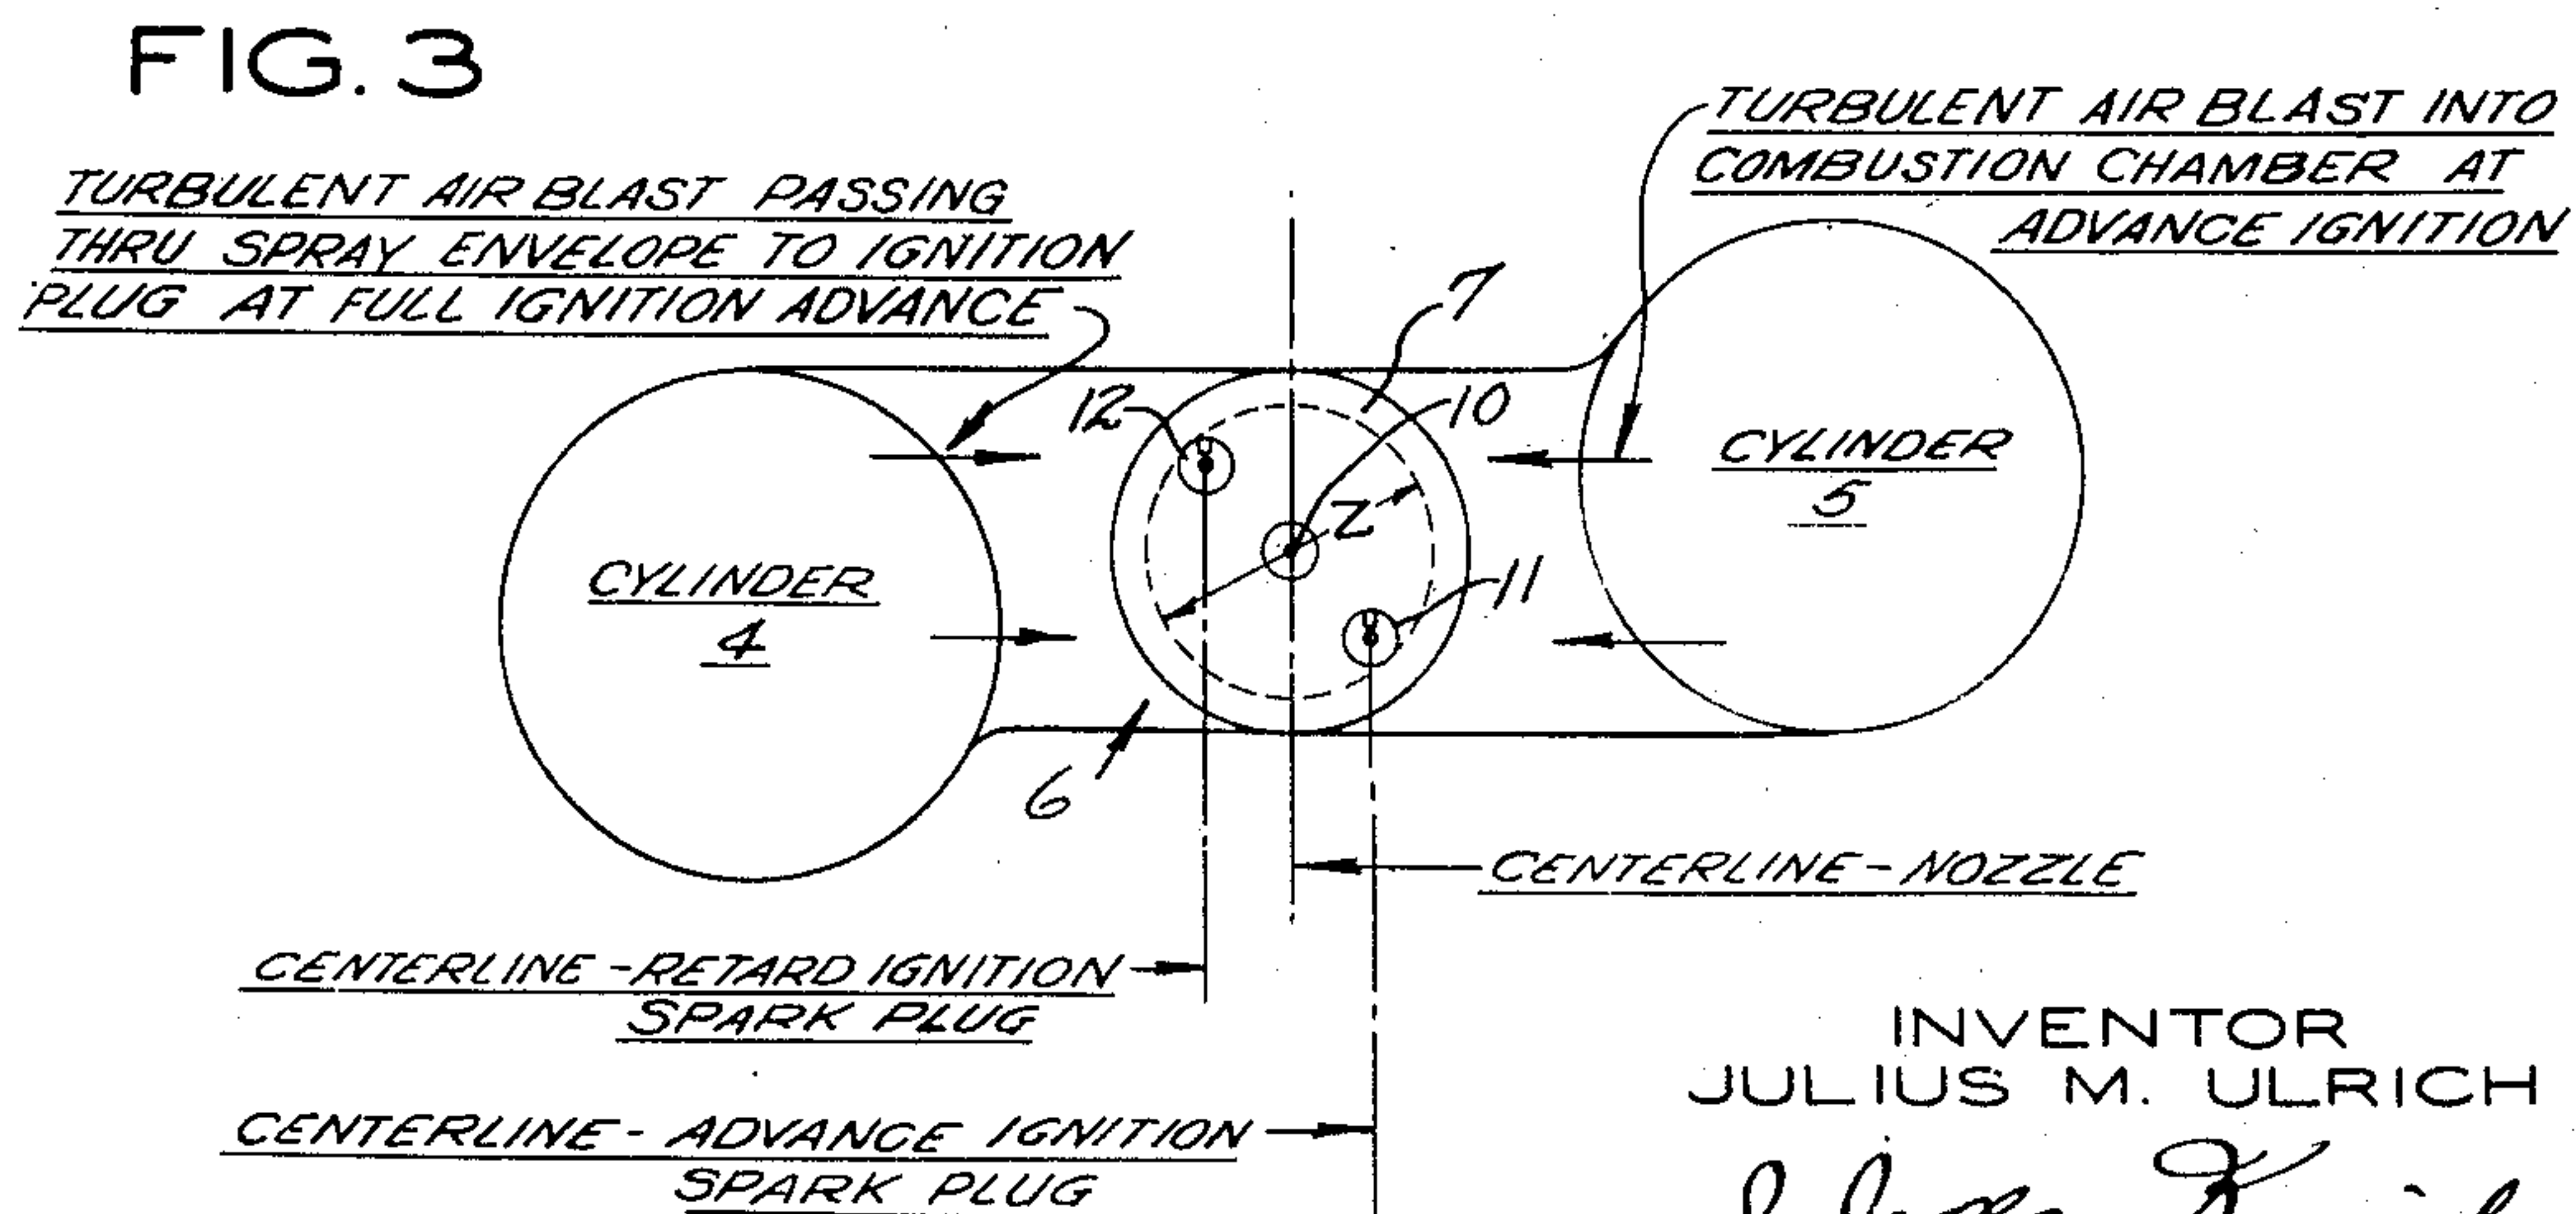 FIG. 3
TURBULENT AIR BLAST PASSING
THRU SPRAY ENVELOPE TO IGNITION
PLUG AT FULL IGNITION ADVANCE
TURBULENT AIR BLAST INTO
COMBUSTION CHAMBER AT
ADVANCE IGNITION
7
12
10
CYLINDER
5
Z
CYLINDER
4
11
6
CENTERLINE-NOZZLE
CENTERLINE-RETARD IGNITION
SPARK PLUG
CENTERLINE-ADVANCE IGNITION
SPARK PLUG
INVENTOR
JULIUS M. ULRICH